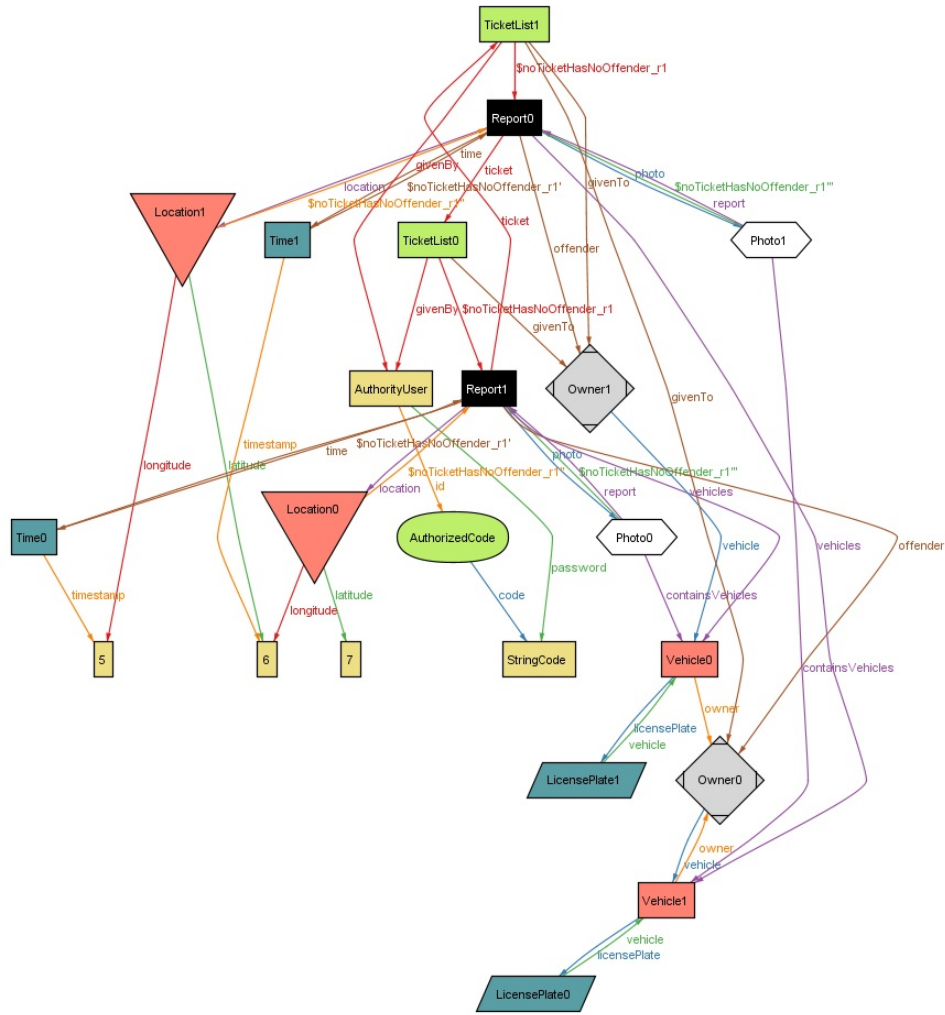 TicketList1
$noTicketHasNoOffender_r1
Report0
time
givenBy
ticket
location
$noTicketHasNoOffender_r1'
givenTo
photo
$noTicketHasNoOffender_r1'''
$noTicketHasNoOffender_r1''
report
Location1
Time1
TicketList0
ticket
offender
Photo1
givenBy
$noTicketHasNoOffender_r1
givenTo
AuthorityUser
Report1
Owner1
givenTo
timestamp
$noTicketHasNoOffender_r1'
time
photo
longitude
latitude
$noTicketHasNoOffender_r1''
$noTicketHasNoOffender_r1'''
location
id
report
vehicles
Location0
Time0
AuthorizedCode
Photo0
vehicle
vehicles
offender
password
timestamp
latitude
code
containsVehicles
longitude
5
6
7
StringCode
Vehicle0
containsVehicles
owner
licensePlate
vehicle
LicensePlate1
Owner0
owner
vehicle
Vehicle1
vehicle
licensePlate
LicensePlate0